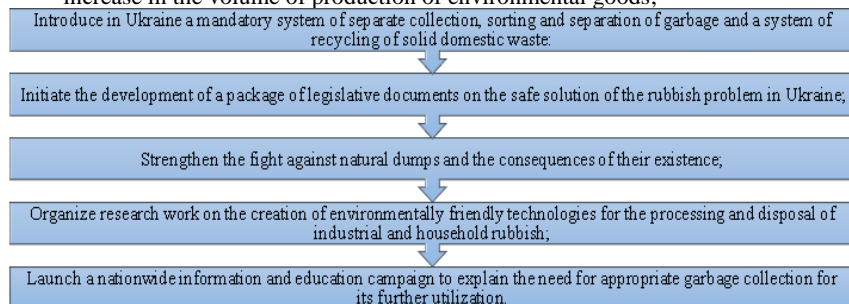 increase in the volume of production of environmental goods;
Introduce in Ukraine a mandatory system of separate collection, sorting and separation of garbage and a system of
recycling of solid domestic waste:
Initiate the development of a package of legislative documents on the safe solution of the rubbish problem in Ukraine;
Strengthen the fight against natural dumps and the consequences of their existence;
Organize research work on the creation of environmentally friendly technologies for the processing and disposal of
industrial and household rubbish;
Launch a nationwide information and education campaign to explain the need for appropriate garbage collection for
its further utilization.